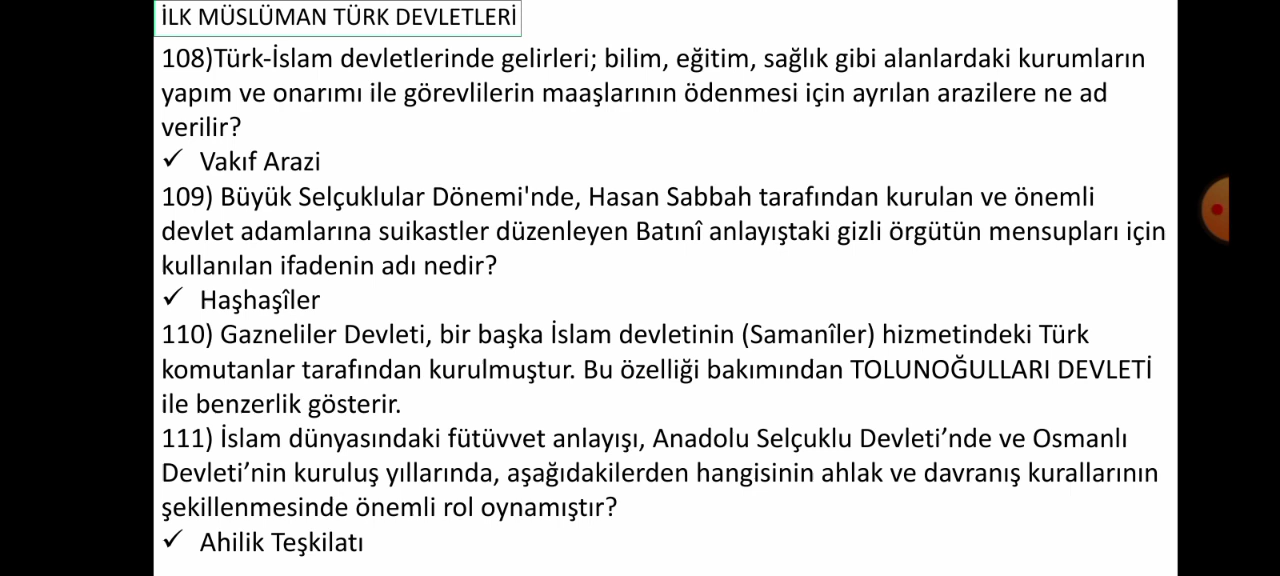 İLK MÜSLÜMAN TÜRK DEVLETLERİ
108)Türk-İslam devletlerinde gelirleri; bilim, eğitim, sağlık gibi alanlardaki kurumların
yapım ve onarımı ile görevlilerin maaşlarının ödenmesi için ayrılan arazilere ne ad
verilir?
✓ Vakıf Arazi
109) Büyük Selçuklular Dönemi'nde, Hasan Sabbah tarafından kurulan ve önemli
devlet adamlarına suikastler düzenleyen Batınî anlayıştaki gizli örgütün mensupları için
kullanılan ifadenin adı nedir?
✓ Haşhaşîler
110) Gazneliler Devleti, bir başka İslam devletinin (Samanîler) hizmetindeki Türk
komutanlar tarafından kurulmuştur. Bu özelliği bakımından TOLUNOĞULLARI DEVLETİ
ile benzerlik gösterir.
111) İslam dünyasındaki fütüvvet anlayışı, Anadolu Selçuklu Devleti’nde ve Osmanlı
Devleti’nin kuruluş yıllarında, aşağıdakilerden hangisinin ahlak ve davranış kurallarının
şekillenmesinde önemli rol oynamıştır?
✓ Ahilik Teşkilatı